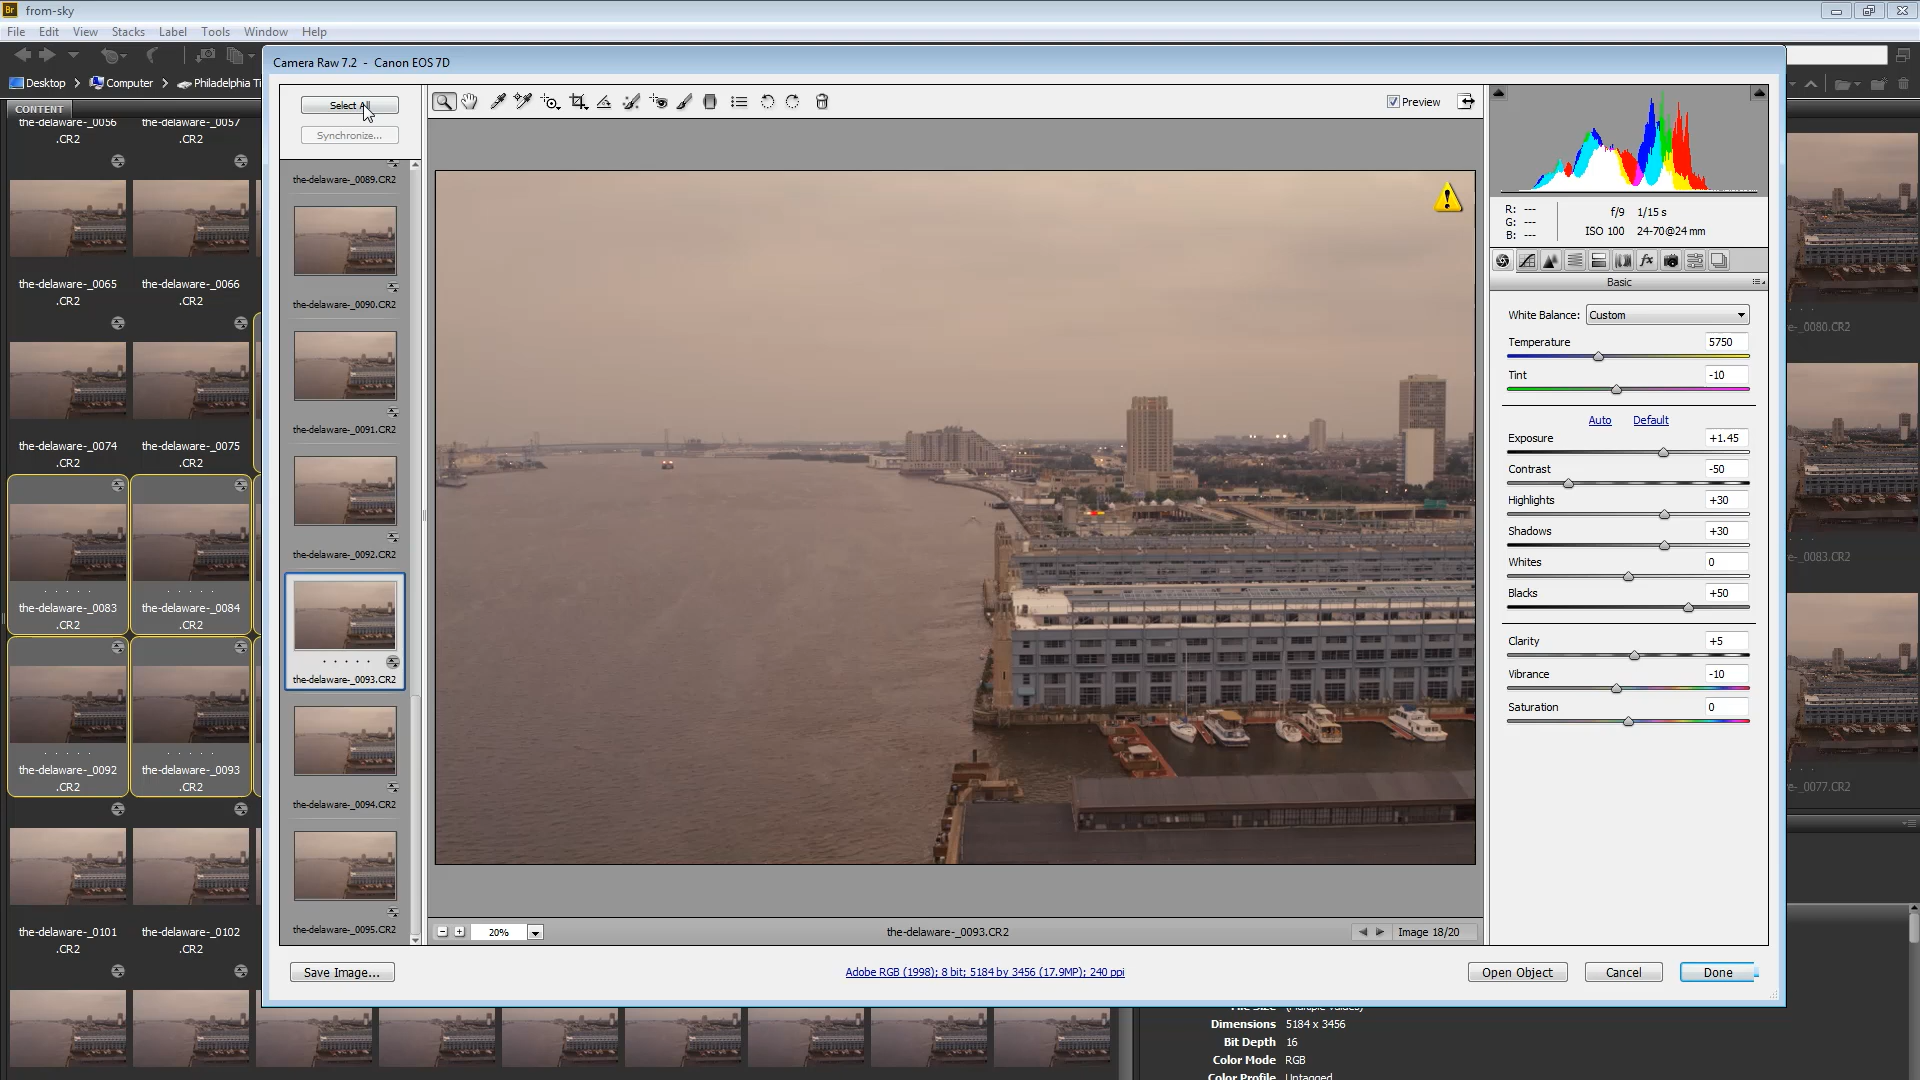 Br from-sky
File Edit View Stacks Label Tools Window Help
Desktop Computer Philadelphia Ti
CONTENT
the-delaware-_0056
.CR2
the-delaware-_0057
.CR2
the-delaware-_0065
.CR2
the-delaware-_0066
.CR2
the-delaware-_0074
.CR2
the-delaware-_0075
.CR2
the-delaware-_0083
.CR2
the-delaware-_0084
.CR2
the-delaware-_0092
.CR2
the-delaware-_0093
.CR2
the-delaware-_0101
.CR2
the-delaware-_0102
.CR2
Camera Raw 7.2 - Canon EOS 7D
Select All
Synchronize...
the-delaware-_0089.CR2
the-delaware-_0090.CR2
the-delaware-_0091.CR2
the-delaware-_0092.CR2
the-delaware-_0093.CR2
the-delaware-_0094.CR2
the-delaware-_0095.CR2
Preview
R: ---
G: ---
B: ---
f/9 1/15 s
ISO 100 24-70@24 mm
fx
Basic
White Balance: Custom
Temperature 5750
Tint -10
Auto Default
Exposure +1.45
Contrast -50
Highlights +30
Shadows +30
Whites 0
Blacks +50
Clarity +5
Vibrance -10
Saturation 0
20%
the-delaware-_0093.CR2
Image 18/20
Save Image...
Adobe RGB (1998); 8 bit; 5184 by 3456 (17.9MP); 240 ppi
Open Object Cancel Done
e-_0080.CR2
e-_0083.CR2
e-_0077.CR2
File Size (Multiple values)
Dimensions 5184 x 3456
Bit Depth 16
Color Mode RGB
Color Profile Untagged